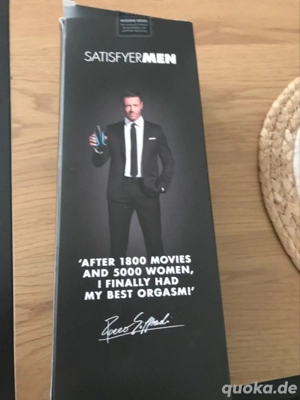 SATISFYERMEN
'AFTER 1800 MOVIES
AND 5000 WOMEN,
I FINALLY HAD
MY BEST ORGASM!'
quoka.de